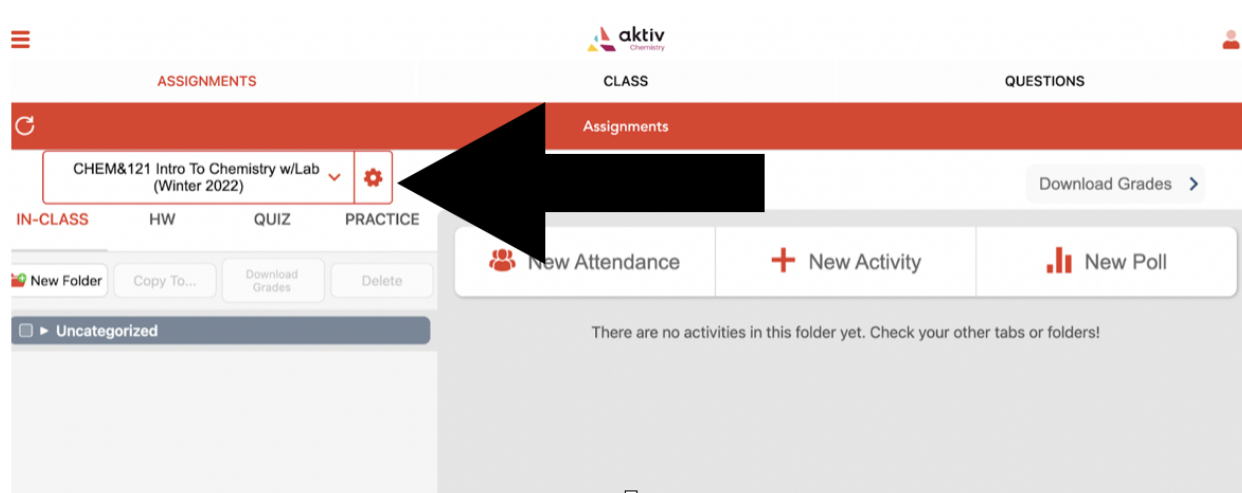 aktiv
Chemistry
ASSIGNMENTS CLASS QUESTIONS
Assignments
CHEM&121 Intro To Chemistry w/Lab
(Winter 2022)
Download Grades
IN-CLASS HW QUIZ PRACTICE
New Attendance New Activity New Poll
New Folder Copy To... Download
Grades Delete
Uncategorized
There are no activities in this folder yet. Check your other tabs or folders!